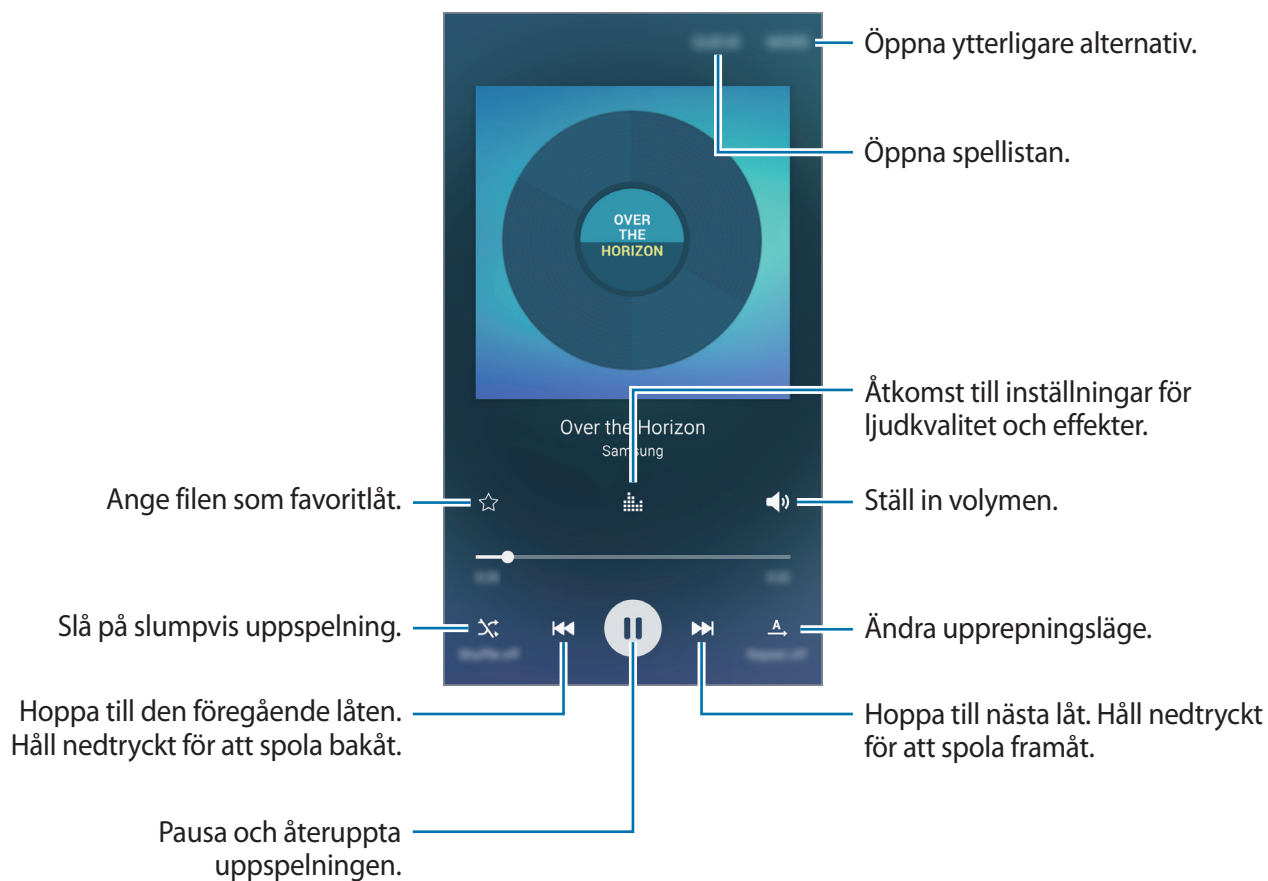 Öppna ytterligare alternativ.
Öppna spellistan.
OVER
THE
HORIZON
Åtkomst till inställningar för
ljudkvalitet och effekter.
Over the Horizon
Samsung
Ange filen som favoritlåt.
Ställ in volymen.
Slå på slumpvis uppspelning.
A
Ändra upprepningsläge.
Hoppa till den föregående låten.
Håll nedtryckt för att spola bakåt.
Hoppa till nästa låt. Håll nedtryckt
för att spola framåt.
Pausa och återuppta
uppspelningen.